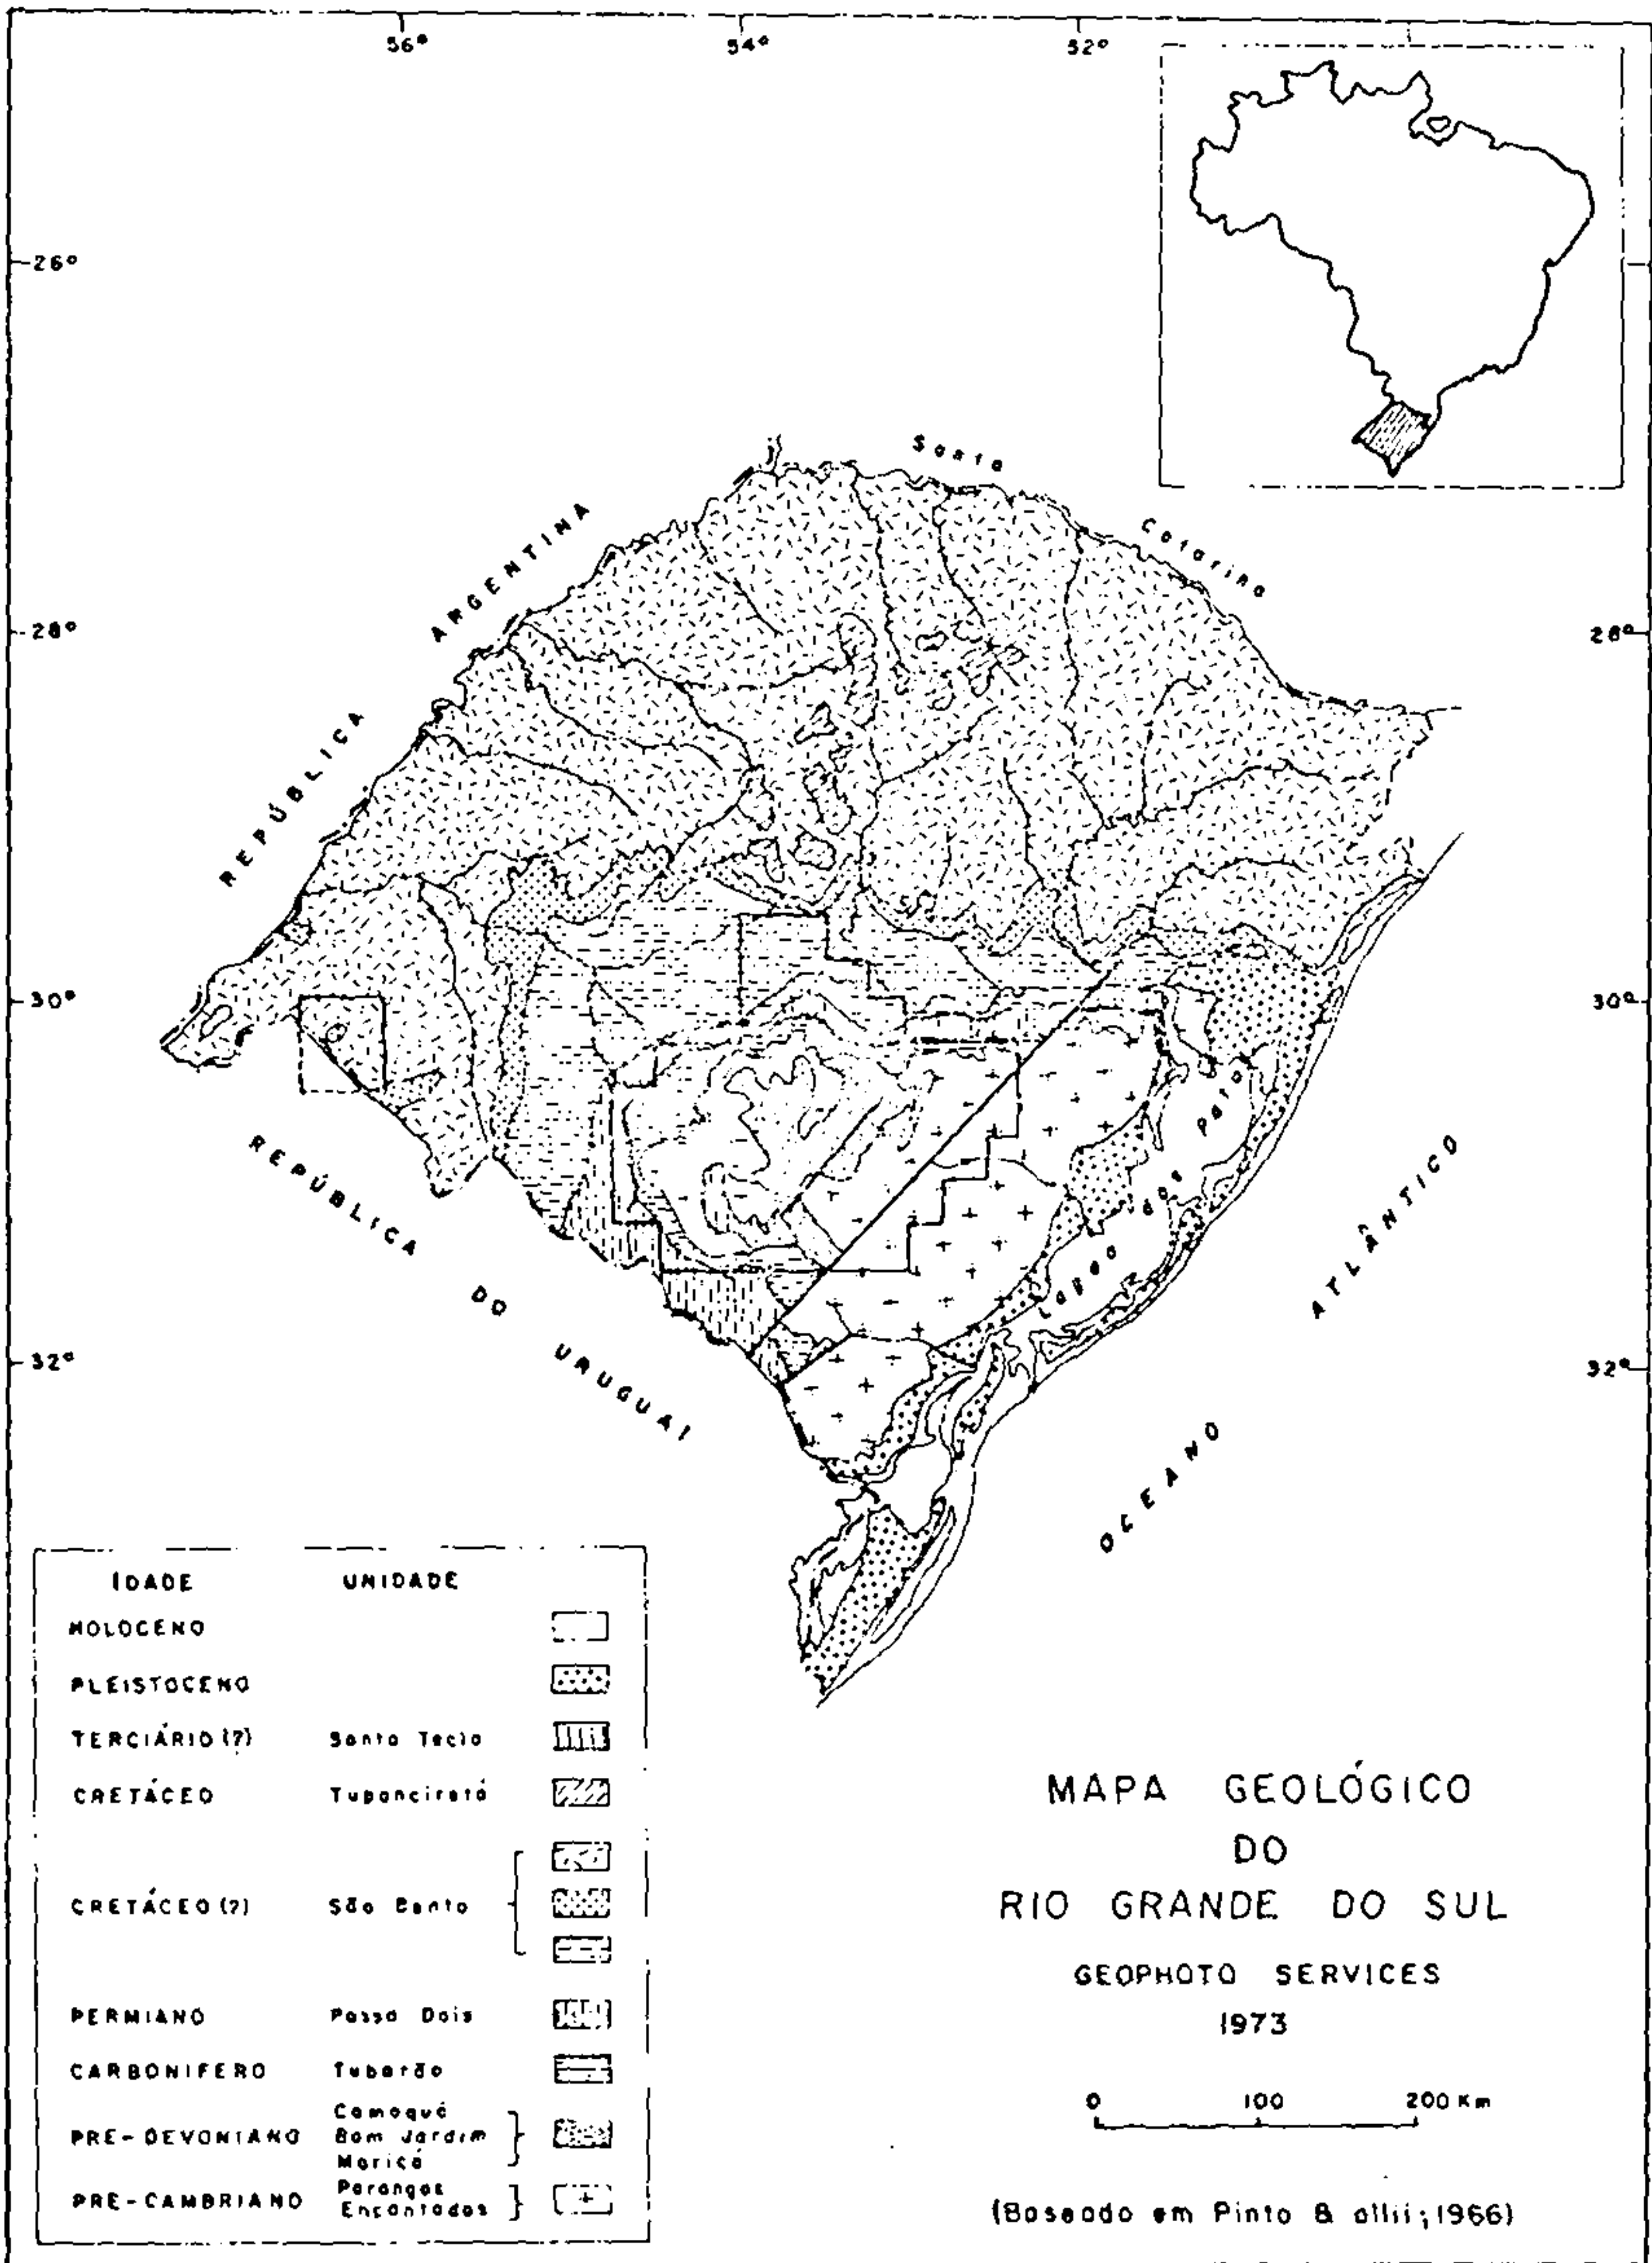 56° 54° 52°
26°
28° 28°
30° 30°
32° 32°
Santa Catarina
REPÚBLICA ARGENTINA
REPÚBLICA DO URUGUAI
Lagoa dos Patos
OCEANO ATLÂNTICO
IDADE UNIDADE
HOLOCENO
PLEISTOCENO
TERCIÁRIO (?) Santa Tecla
CRETÁCEO Tupanciretã
CRETÁCEO (?) São Bento
PERMIANO Passa Dois
CARBONIFERO Tubarão
PRE-DEVONIANO Camaquã
Bom Jardim
Maricá
PRE-CAMBRIANO Porongos
Encantadas
MAPA GEOLÓGICO
DO
RIO GRANDE DO SUL
GEOPHOTO SERVICES
1973
0 100 200 Km
(Baseado em Pinto & allii; 1966)